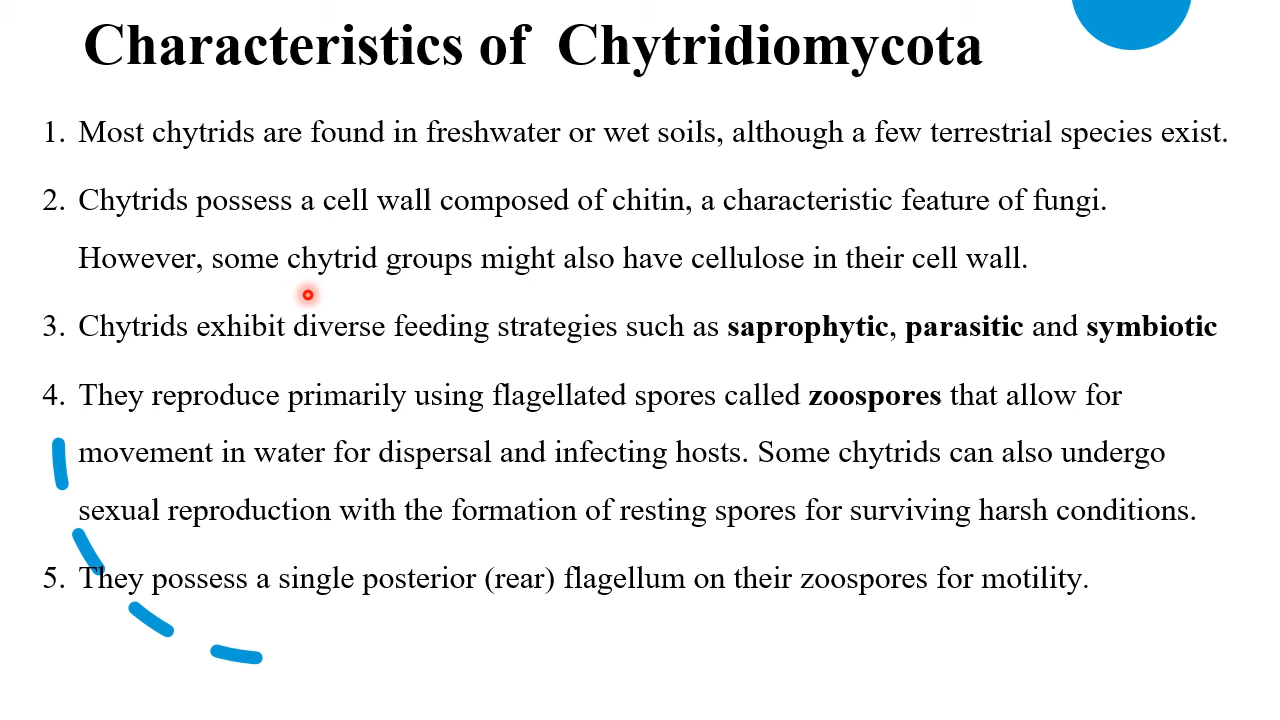 Characteristics of  Chytridiomycota
1. Most chytrids are found in freshwater or wet soils, although a few terrestrial species exist.
2. Chytrids possess a cell wall composed of chitin, a characteristic feature of fungi.
However, some chytrid groups might also have cellulose in their cell wall.
3. Chytrids exhibit diverse feeding strategies such as saprophytic, parasitic and symbiotic
4. They reproduce primarily using flagellated spores called zoospores that allow for
movement in water for dispersal and infecting hosts. Some chytrids can also undergo
sexual reproduction with the formation of resting spores for surviving harsh conditions.
5. They possess a single posterior (rear) flagellum on their zoospores for motility.